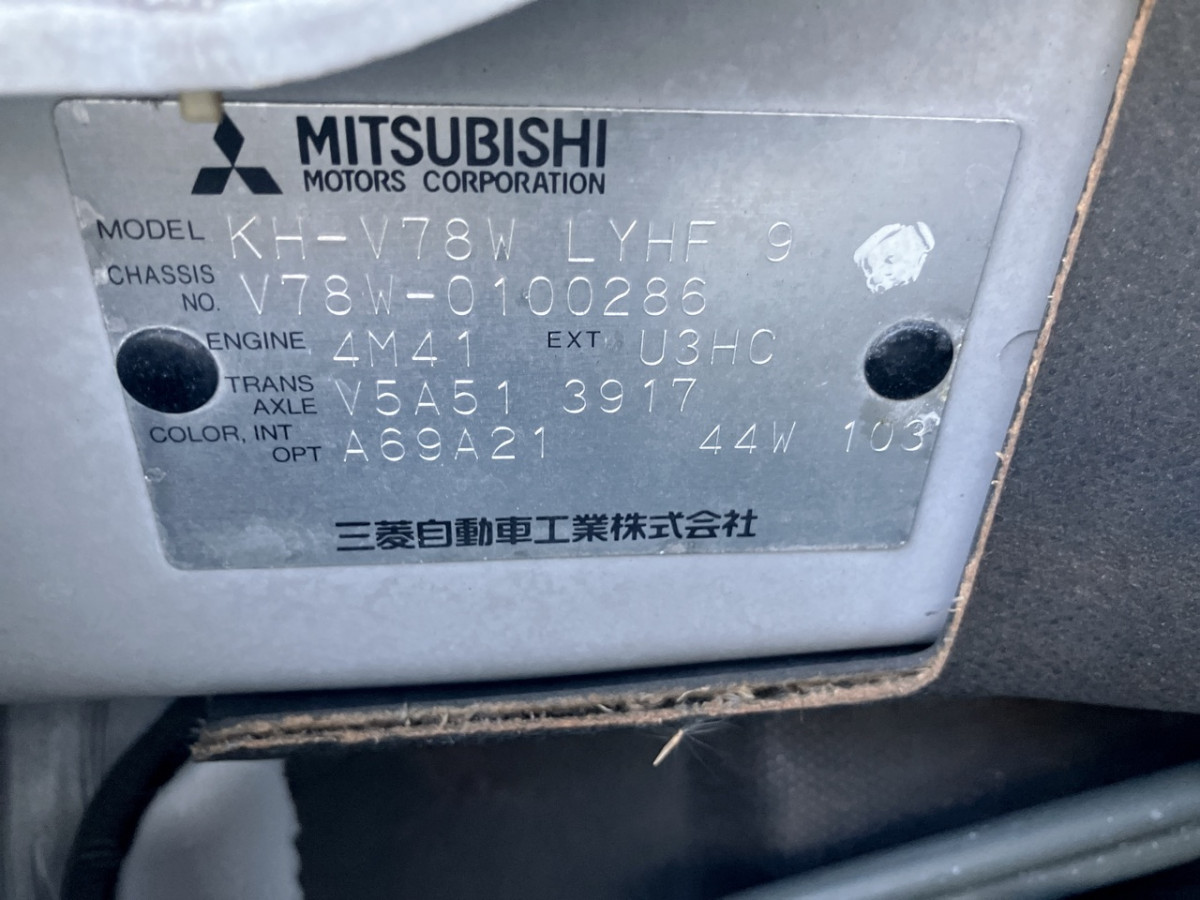 MITSUBISHI
MOTORS CORPORATION
MODEL KH-V78W LYHF 9
CHASSIS
NO. V78W-0100286
ENGINE 4M41 EXT U3HC
TRANS
AXLE V5A51 3917
COLOR, INT
OPT A69A21 44W 103
三菱自動車工業株式会社